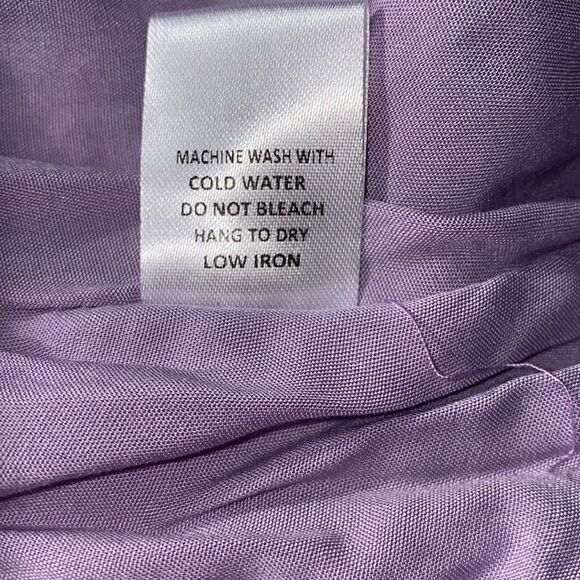 MACHINE WASH WITH
COLD WATER
DO NOT BLEACH
HANG TO DRY
LOW IRON